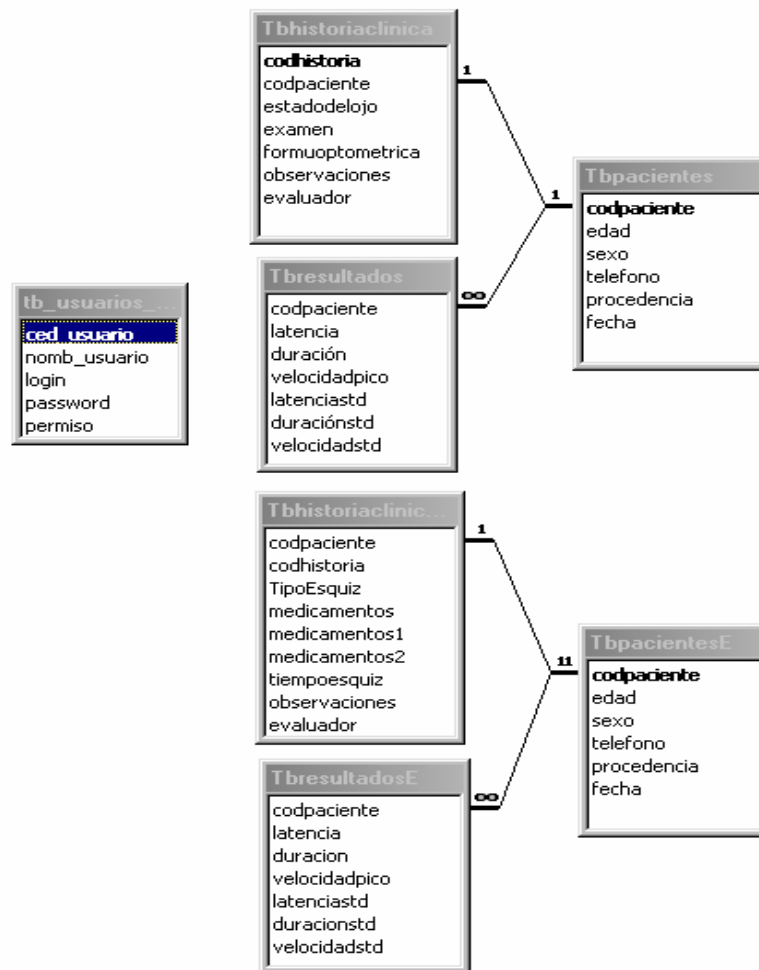 Tbhistoriaclinica
codhistoria
codpaciente
estadodelojo
examen
formuoptometrica
observaciones
evaluador
1
1
Tbpacientes
codpaciente
edad
sexo
telefono
procedencia
fecha
Tbresultados
codpaciente
latencia
duración
velocidadpico
latenciastd
duraciónstd
velocidadstd
∞
tb_usuarios_...
ced_usuario
nomb_usuario
login
password
permiso
Tbhistoriaclinic...
codpaciente
codhistoria
TipoEsquiz
medicamentos
medicamentos1
medicamentos2
tiempoesquiz
observaciones
evaluador
1
11
TbpacientesE
codpaciente
edad
sexo
telefono
procedencia
fecha
TbresultadosE
codpaciente
latencia
duracion
velocidadpico
latenciastd
duracionstd
velocidadstd
∞